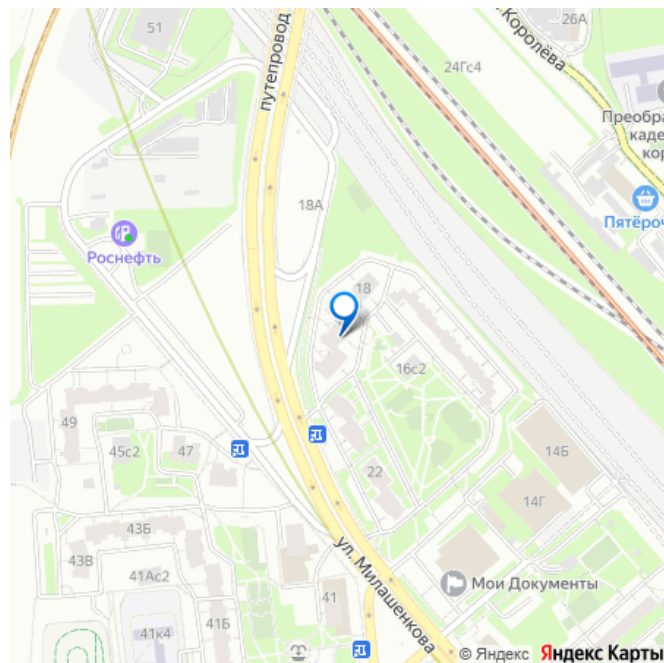 51
путепровод
Королёва
26А
24Гс4
Преобра
каде
кор
Пятёроч
18А
Роснефть
18
16с2
49
45с2
47
22
14Б
14Г
43Б
43В
41Ас2
ул. Милашенкова
Мои Документы
41
41к4
41Б
© Яндекс Яндекс Карты